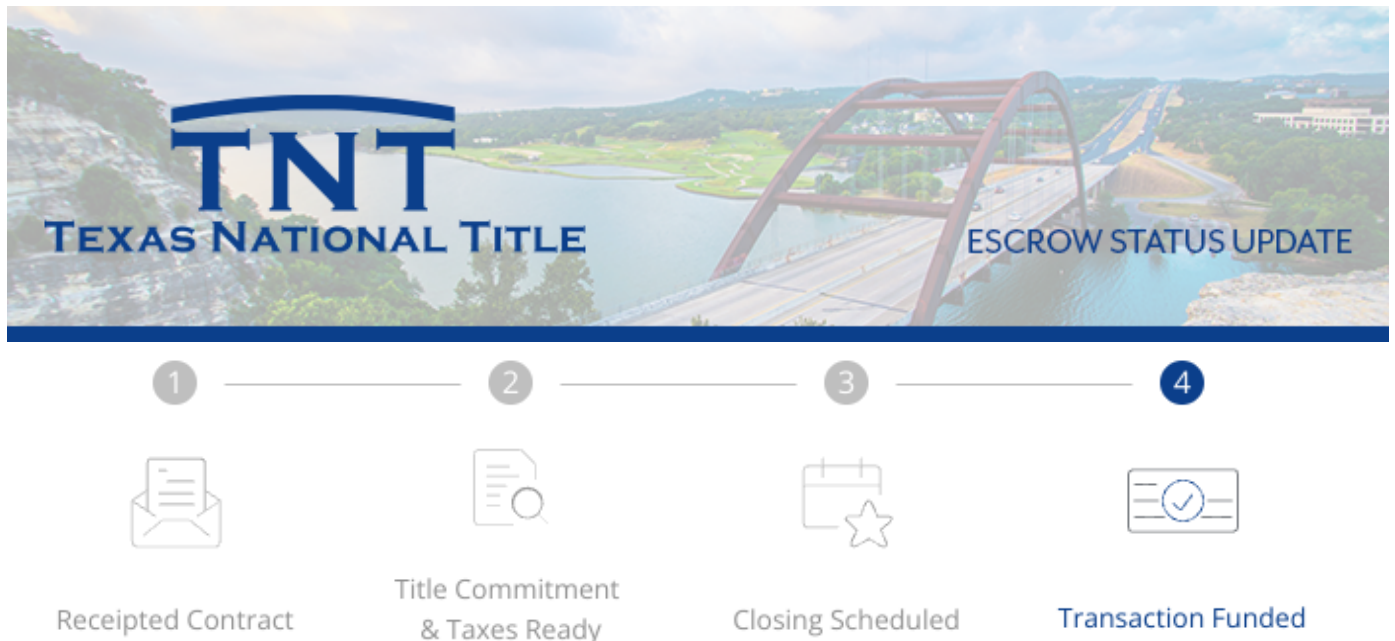 TNT
TEXAS NATIONAL TITLE
ESCROW STATUS UPDATE
1
2
3
4
Receipted Contract
Title Commitment
& Taxes Ready
Closing Scheduled
Transaction Funded